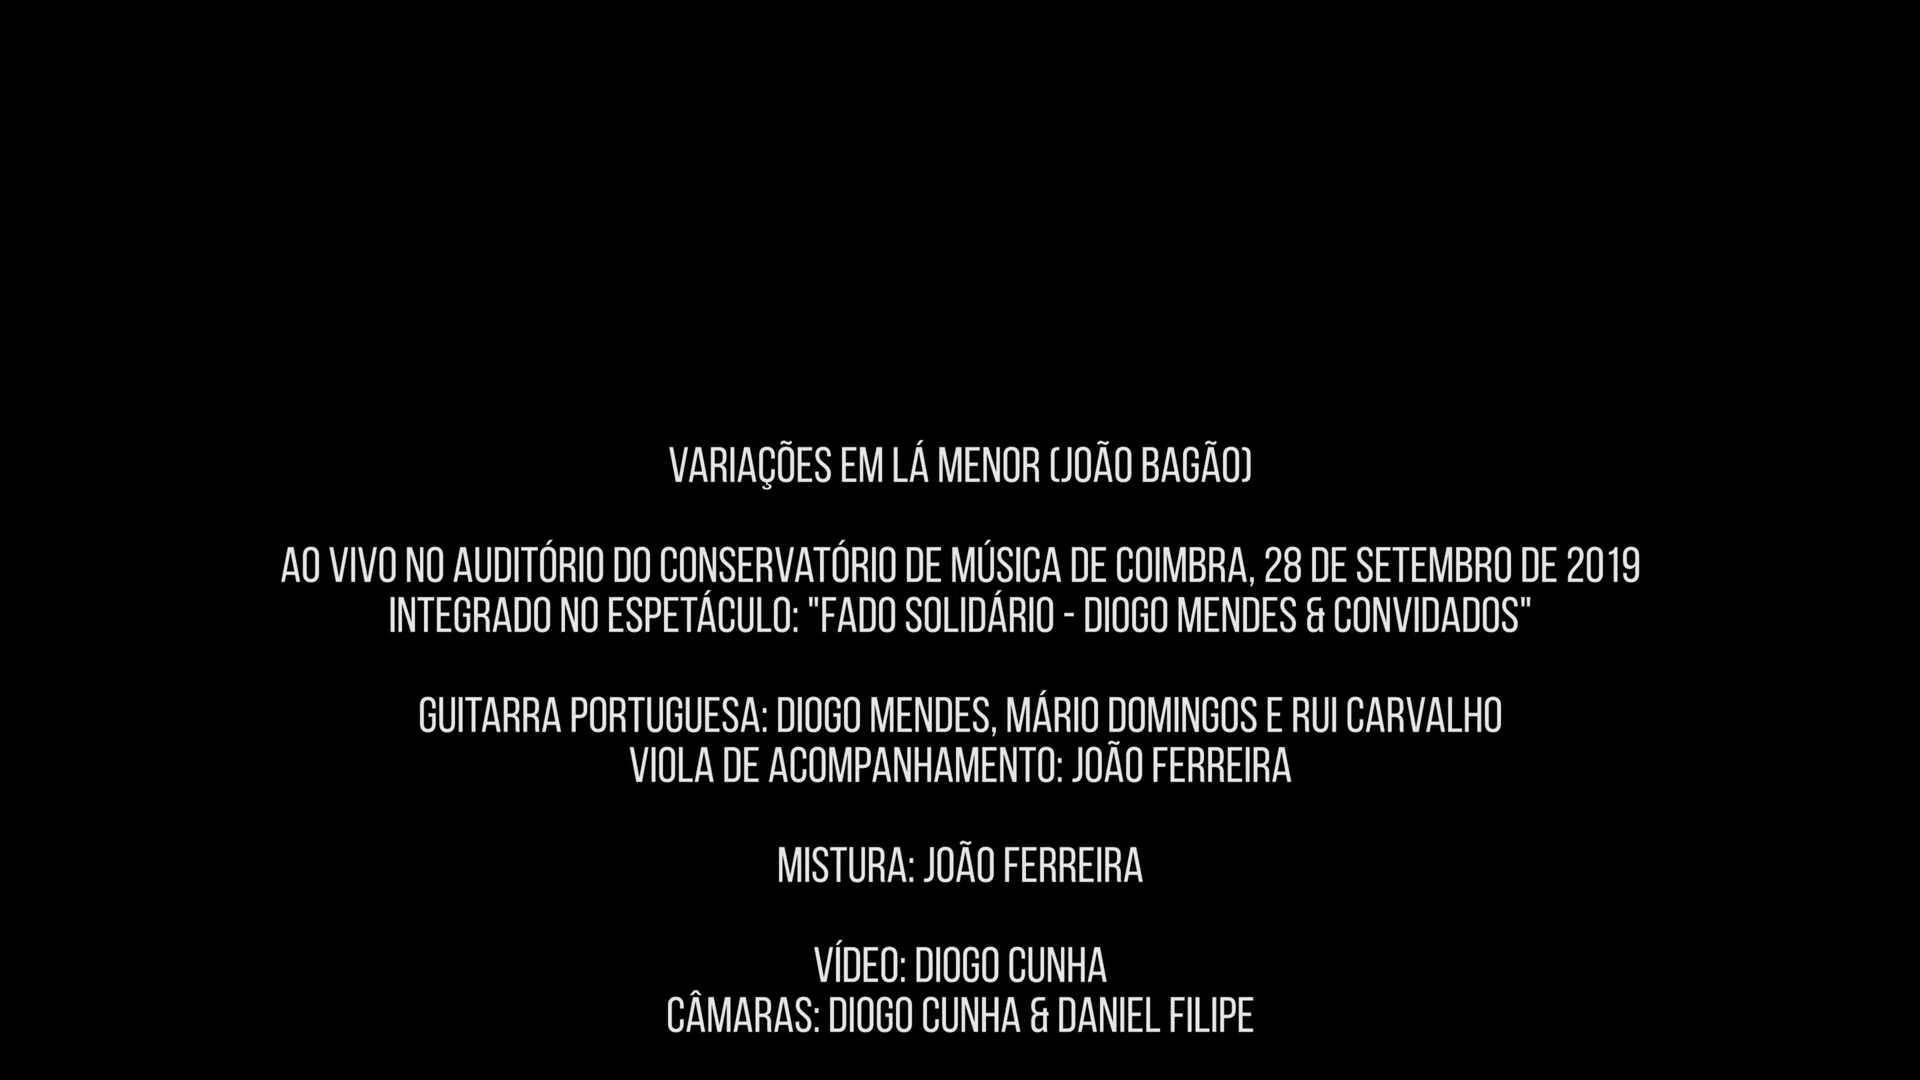 VARIAÇÕES EM LÁ MENOR (JOÃO BAGÃO)
AO VIVO NO AUDITÓRIO DO CONSERVATÓRIO DE MÚSICA DE COIMBRA, 28 DE SETEMBRO DE 2019
INTEGRADO NO ESPETÁCULO: "FADO SOLIDÁRIO - DIOGO MENDES & CONVIDADOS"
GUITARRA PORTUGUESA: DIOGO MENDES, MÁRIO DOMINGOS E RUI CARVALHO
VIOLA DE ACOMPANHAMENTO: JOÃO FERREIRA
MISTURA: JOÃO FERREIRA
VÍDEO: DIOGO CUNHA
CÂMARAS: DIOGO CUNHA & DANIEL FILIPE